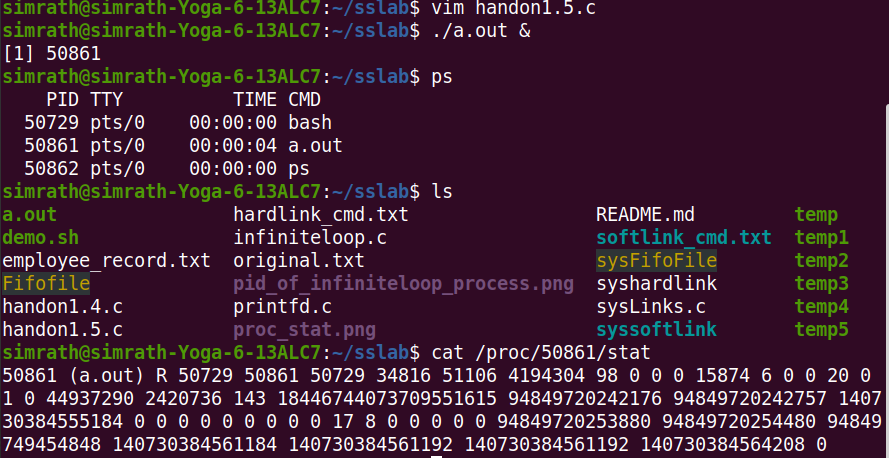 simrath@simrath-Yoga-6-13ALC7:~/sslab$ vim handon1.5.c
simrath@simrath-Yoga-6-13ALC7:~/sslab$ ./a.out &
[1] 50861
simrath@simrath-Yoga-6-13ALC7:~/sslab$ ps
    PID TTY          TIME CMD
  50729 pts/0    00:00:00 bash
  50861 pts/0    00:00:04 a.out
  50862 pts/0    00:00:00 ps
simrath@simrath-Yoga-6-13ALC7:~/sslab$ ls
a.out                hardlink_cmd.txt                 README.md         temp
demo.sh              infiniteloop.c                   softlink_cmd.txt  temp1
employee_record.txt  original.txt                     sysFifoFile       temp2
Fifofile             pid_of_infiniteloop_process.png  syshardlink       temp3
handon1.4.c          printfd.c                        sysLinks.c        temp4
handon1.5.c          proc_stat.png                    syssoftlink       temp5
simrath@simrath-Yoga-6-13ALC7:~/sslab$ cat /proc/50861/stat
50861 (a.out) R 50729 50861 50729 34816 51106 4194304 98 0 0 0 15874 6 0 0 20 0
1 0 44937290 2420736 143 18446744073709551615 94849720242176 94849720242757 1407
30384555184 0 0 0 0 0 0 0 0 0 17 8 0 0 0 0 0 94849720253880 94849720254480 94849
749454848 140730384561184 140730384561192 140730384561192 140730384564208 0